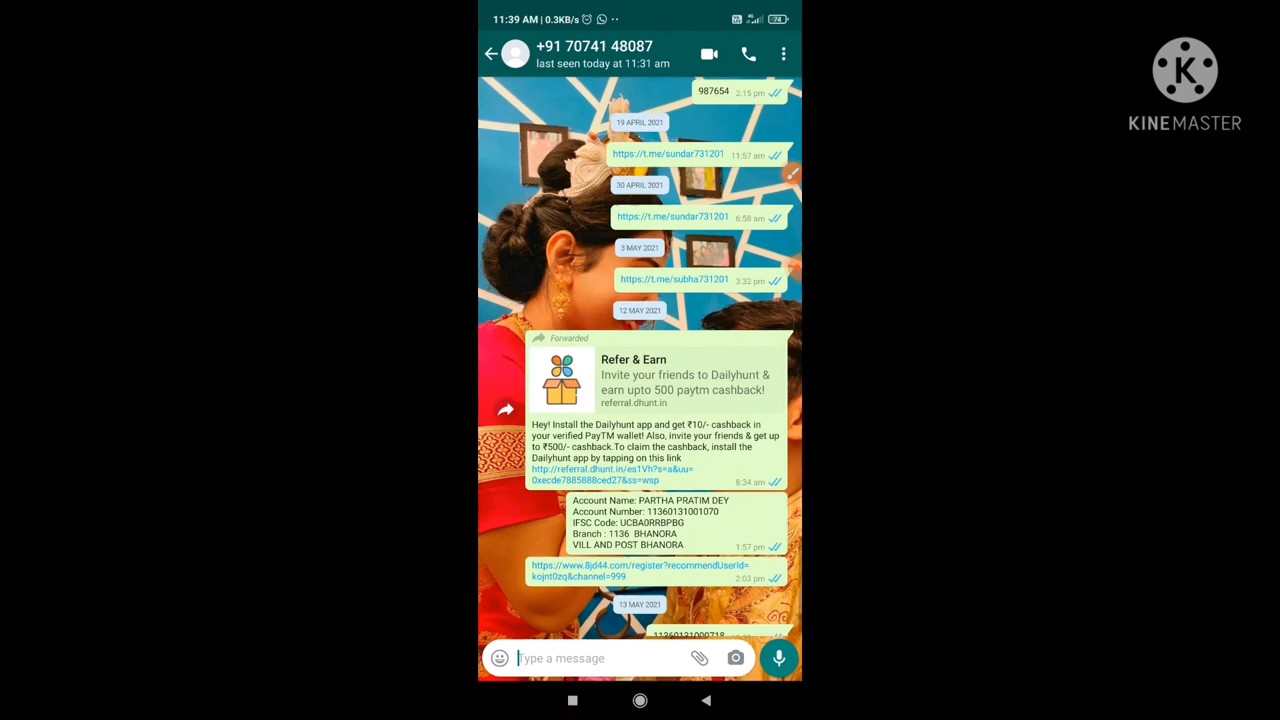 11:39 AM | 0.3KB/s
74
+91 70741 48087
last seen today at 11:31 am
K
KINEMASTER
987654 2:15 pm
19 APRIL 2021
https://t.me/sundar731201 11:57 am
30 APRIL 2021
https://t.me/sundar731201 6:58 am
3 MAY 2021
https://t.me/subha731201 3:32 pm
12 MAY 2021
Forwarded
Refer & Earn
Invite your friends to Dailyhunt &
earn upto 500 paytm cashback!
referral.dhunt.in
Hey! Install the Dailyhunt app and get ₹10/- cashback in
your verified PayTM wallet! Also, invite your friends & get up
to ₹500/- cashback.To claim the cashback, install the
Dailyhunt app by tapping on this link
http://referral.dhunt.in/es1Vh?s=a&uu=
0xecde7885888ced27&ss=wsp 8:34 am
Account Name: PARTHA PRATIM DEY
Account Number: 11360131001070
IFSC Code: UCBA0RRBPBG
Branch : 1136 BHANORA
VILL AND POST BHANORA 1:57 pm
https://www.8jd44.com/register?recommendUserId=
kojnt0zq&channel=999 2:03 pm
13 MAY 2021
11360131000718
Type a message